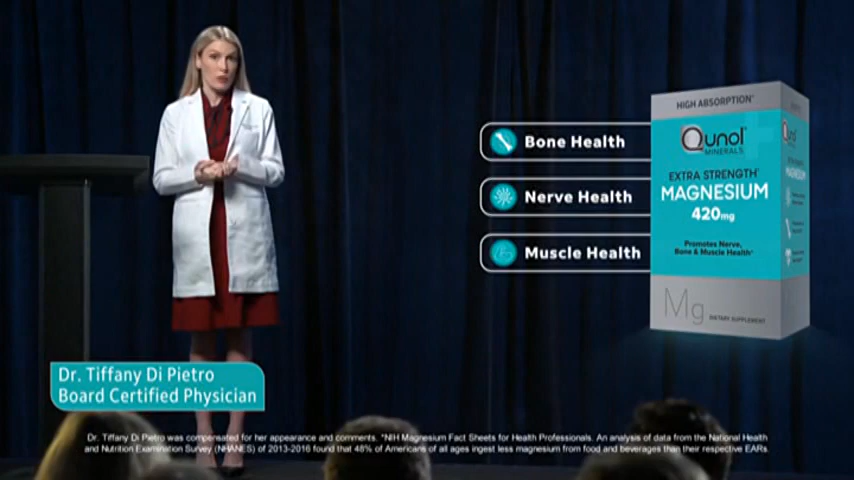 Bone Health
Nerve Health
Muscle Health
HIGH ABSORPTION*
Qunol
MINERALS
EXTRA STRENGTH*
MAGNESIUM
420mg
Promotes Nerve,
Bone & Muscle Health*
Mg
DIETARY SUPPLEMENT
Qunol
MINERALS
MAGNESIUM
Dr. Tiffany Di Pietro
Board Certified Physician
Dr. Tiffany Di Pietro was compensated for her appearance and comments. *NIH Magnesium Fact Sheets for Health Professionals. An analysis of data from the National Health
and Nutrition Examination Survey (NHANES) of 2013-2016 found that 48% of Americans of all ages ingest less magnesium from food and beverages than their respective EARs.